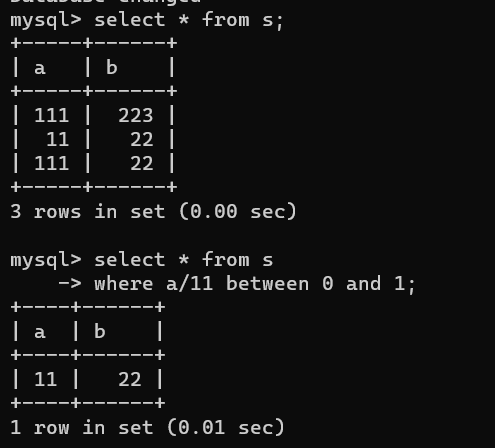 Database changed
mysql> select * from s;
+-----+------+
| a   | b    |
+-----+------+
| 111 |  223 |
|  11 |   22 |
| 111 |   22 |
+-----+------+
3 rows in set (0.00 sec)

mysql> select * from s
    -> where a/11 between 0 and 1;
+----+------+
| a  | b    |
+----+------+
| 11 |   22 |
+----+------+
1 row in set (0.01 sec)